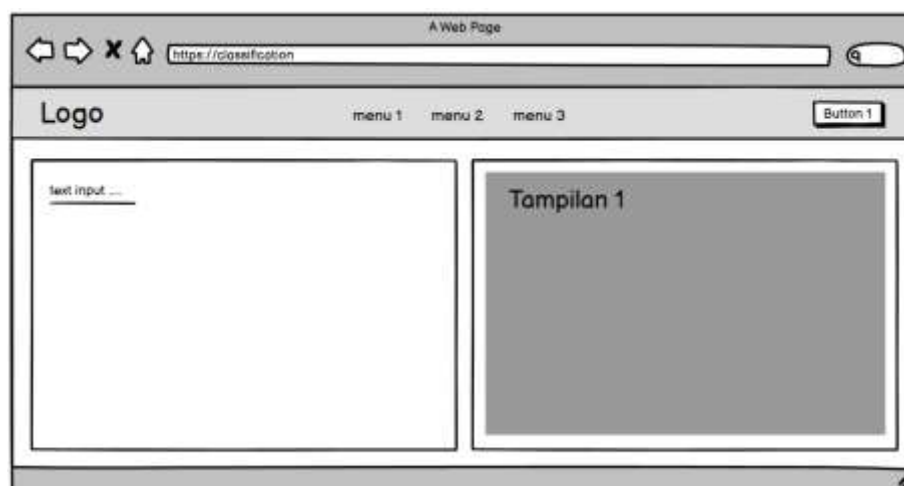 A Web Page
https://classification
Logo
menu 1 menu 2 menu 3
Button 1
text input ....
Tampilan 1